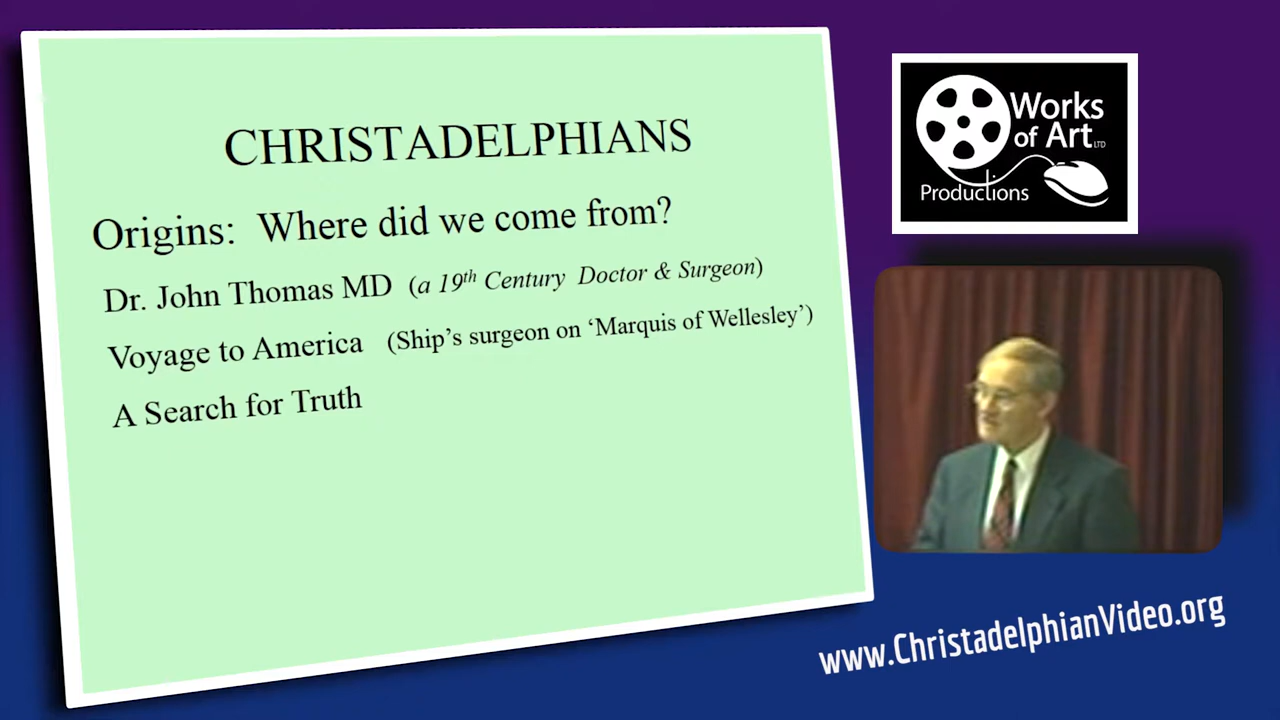 CHRISTADELPHIANS
Origins: Where did we come from?
Dr. John Thomas MD (a 19th Century Doctor & Surgeon)
Voyage to America (Ship's surgeon on ‘Marquis of Wellesley’)
A Search for Truth
Works
of Art LTD
Productions
www.ChristadelphianVideo.org